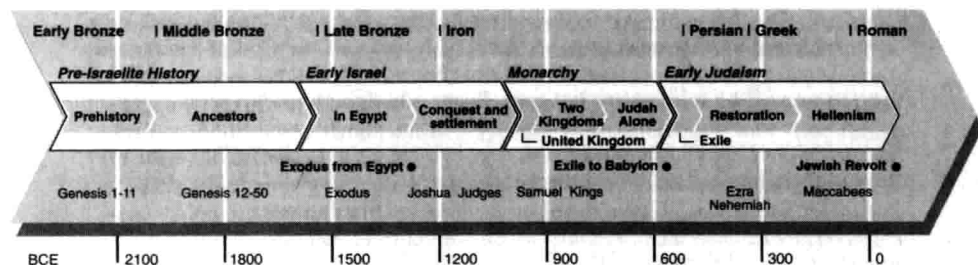 Early Bronze | Middle Bronze | Late Bronze | Iron | Persian | Greek | Roman
Pre-Israelite History Early Israel Monarchy Early Judaism
Prehistory Ancestors In Egypt Conquest and settlement Two Kingdoms Judah Alone Restoration Hellenism
United Kingdom Exile
Exodus from Egypt Exile to Babylon Jewish Revolt
Genesis 1-11 Genesis 12-50 Exodus Joshua Judges Samuel Kings Ezra Nehemiah Maccabees
BCE 2100 1800 1500 1200 900 600 300 0